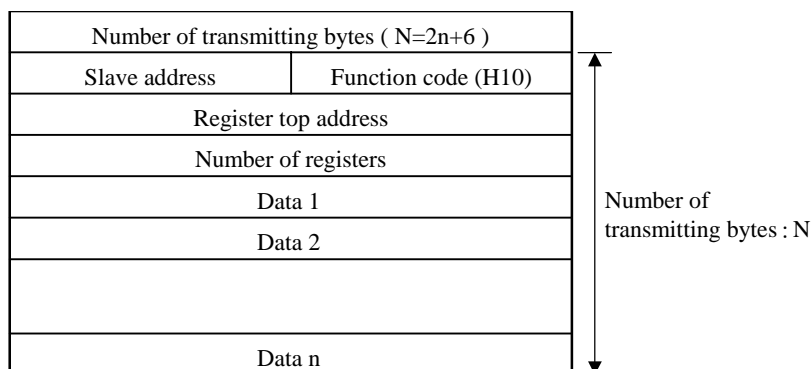 Number of transmitting bytes ( N=2n+6 )
Slave address
Function code (H10)
Register top address
Number of registers
Data 1
Data 2
Number of
transmitting bytes : N
Data n